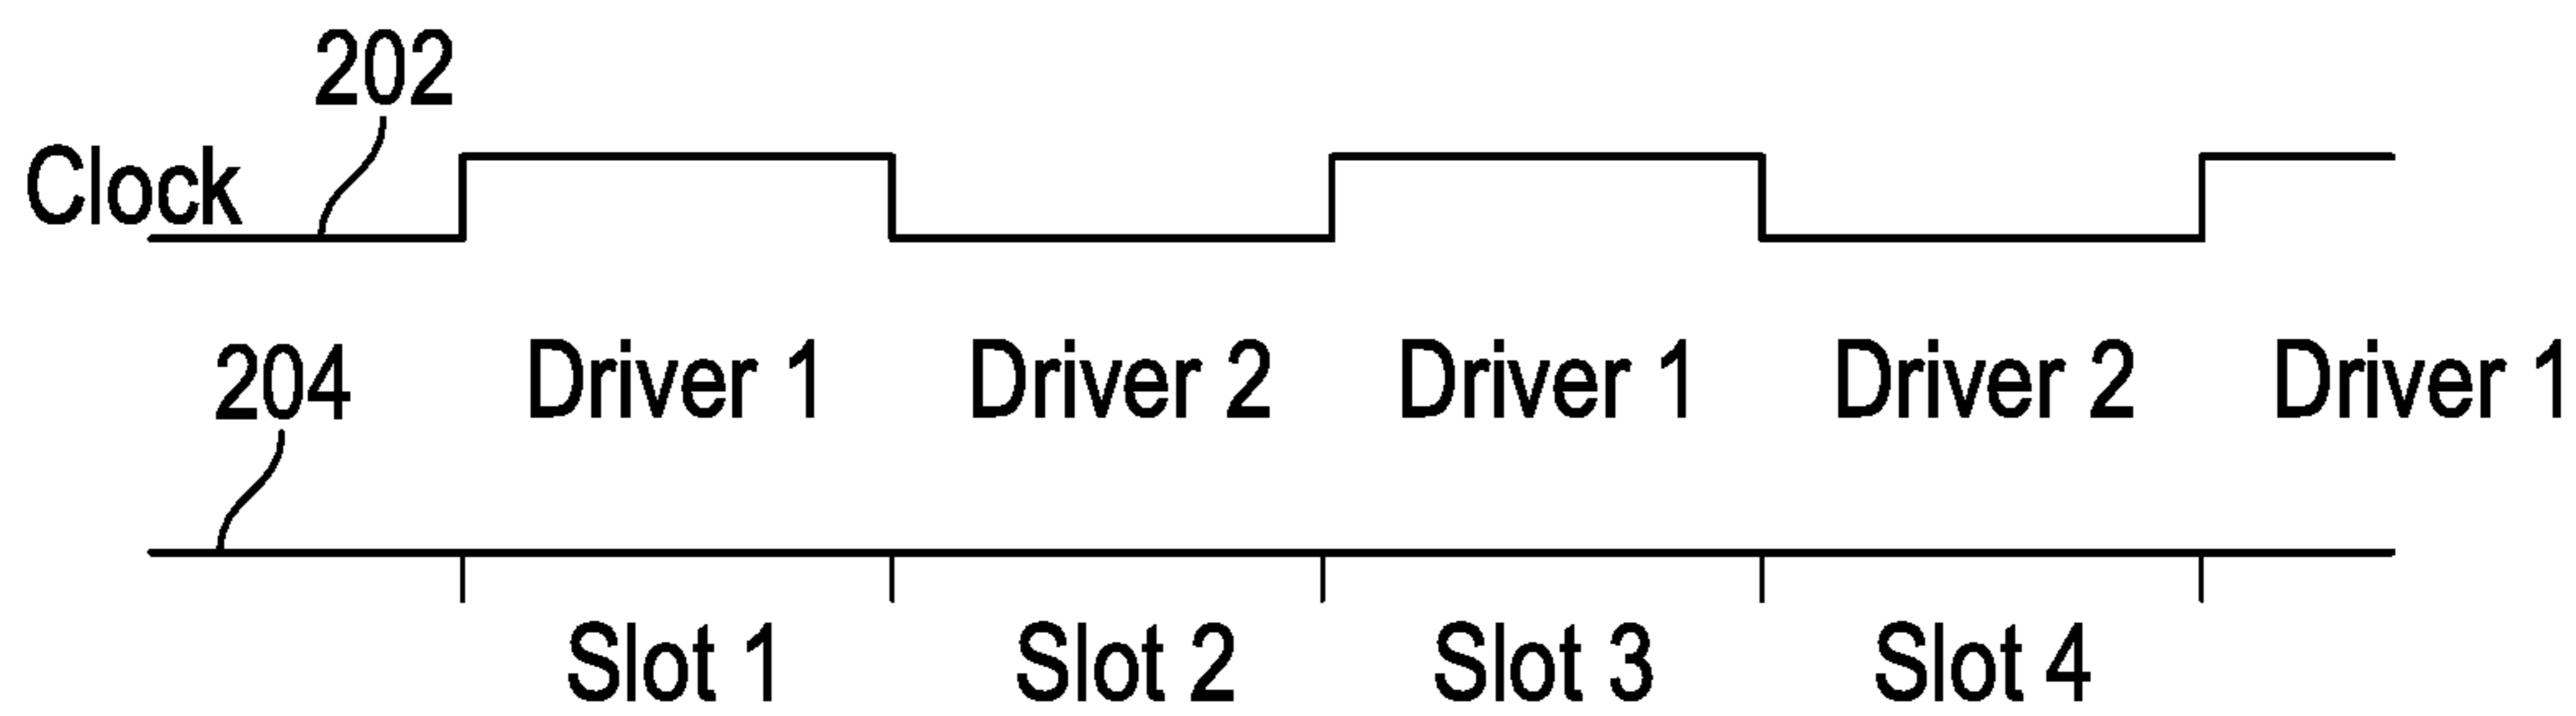 202
Clock
204 Driver 1 Driver 2 Driver 1 Driver 2 Driver 1
Slot 1 Slot 2 Slot 3 Slot 4